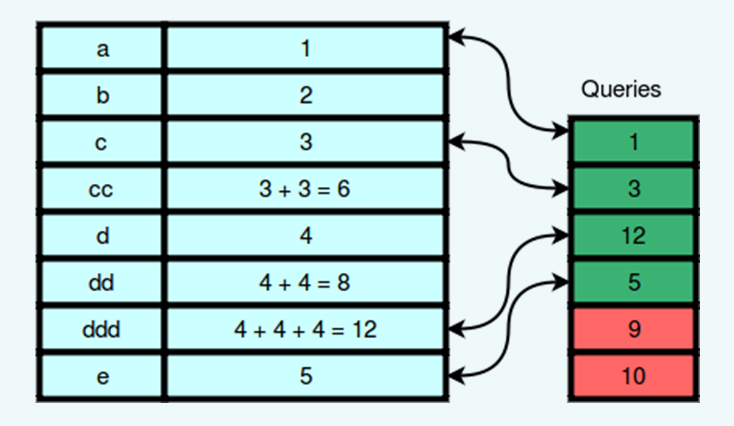 a 1
b 2
c 3
cc 3 + 3 = 6
d 4
dd 4 + 4 = 8
ddd 4 + 4 + 4 = 12
e 5
Queries
1
3
12
5
9
10